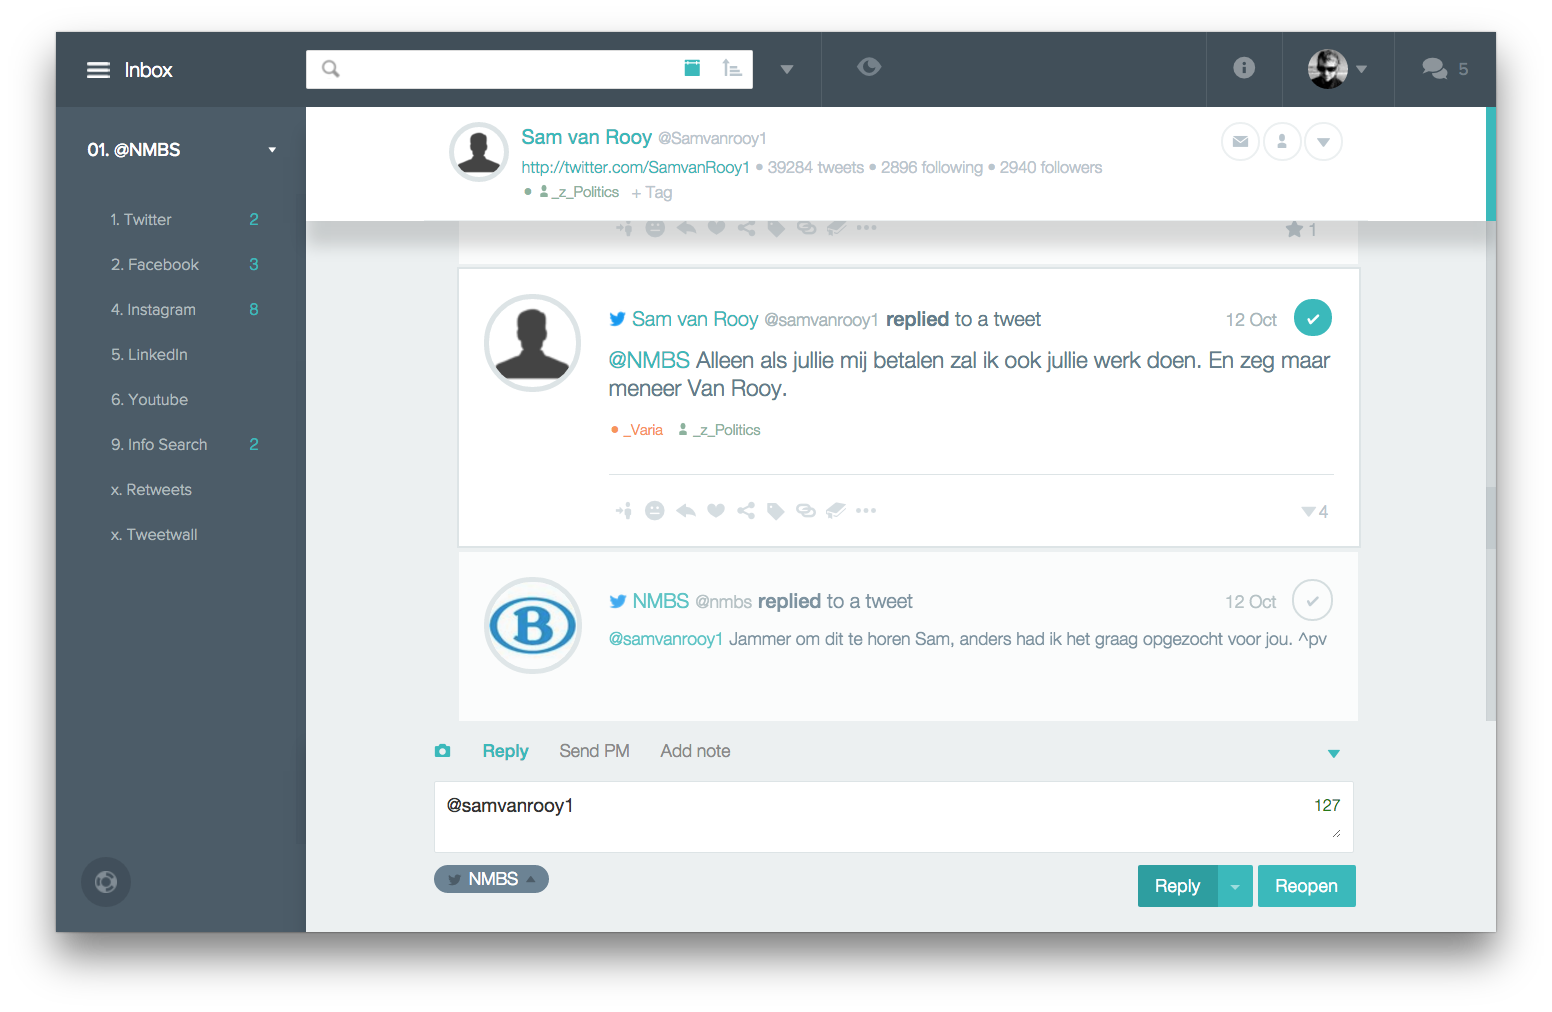 Inbox
5
01. @NMBS
1. Twitter 2
2. Facebook 3
4. Instagram 8
5. LinkedIn
6. Youtube
9. Info Search 2
x. Retweets
x. Tweetwall
Sam van Rooy @Samvanrooy1
http://twitter.com/SamvanRooy1 • 39284 tweets • 2896 following • 2940 followers
• _z_Politics + Tag
1
Sam van Rooy @samvanrooy1 replied to a tweet 12 Oct
@NMBS Alleen als jullie mij betalen zal ik ook jullie werk doen. En zeg maar
meneer Van Rooy.
• _Varia _z_Politics
4
B
NMBS @nmbs replied to a tweet 12 Oct
@samvanrooy1 Jammer om dit te horen Sam, anders had ik het graag opgezocht voor jou. ^pv
Reply Send PM Add note
@samvanrooy1 127
NMBS
Reply Reopen